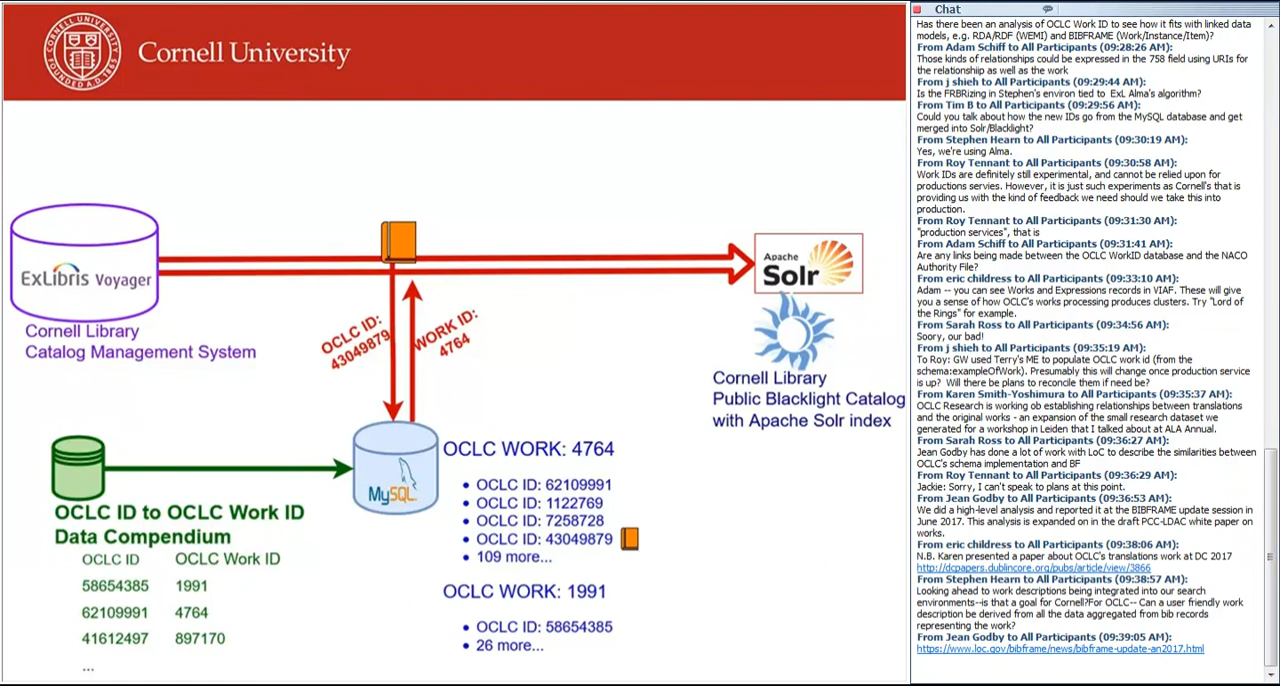 Cornell University
ExLibris Voyager
Cornell Library
Catalog Management System
OCLC ID:
43049879
WORK ID:
4764
Apache
Solr
Cornell Library
Public Blacklight Catalog
with Apache Solr index
MySQL
OCLC ID to OCLC Work ID
Data Compendium
OCLC ID OCLC Work ID
58654385 1991
62109991 4764
41612497 897170
...
OCLC WORK: 4764
• OCLC ID: 62109991
• OCLC ID: 1122769
• OCLC ID: 7258728
• OCLC ID: 43049879
• 109 more...
OCLC WORK: 1991
• OCLC ID: 58654385
• 26 more...
Chat
Has there been an analysis of OCLC Work ID to see how it fits with linked data
models, e.g. RDA/RDF (WEMI) and BIBFRAME (Work/Instance/Item)?
From Adam Schiff to All Participants (09:28:26 AM):
Those kinds of relationships could be expressed in the 758 field using URIs for
the relationship as well as the work
From j shieh to All Participants (09:29:44 AM):
Is the FRBRizing in Stephen's environ tied to ExL Alma's algorithm?
From Tim B to All Participants (09:29:56 AM):
Could you talk about how the new IDs go from the MySQL database and get
merged into Solr/Blacklight?
From Stephen Hearn to All Participants (09:30:19 AM):
Yes, we're using Alma.
From Roy Tennant to All Participants (09:30:58 AM):
Work IDs are definitely still experimental, and cannot be relied upon for
productions servies. However, it is just such experiments as Cornell's that is
providing us with the kind of feedback we need should we take this into
production.
From Roy Tennant to All Participants (09:31:30 AM):
"production services", that is
From Adam Schiff to All Participants (09:31:41 AM):
Are any links being made between the OCLC WorkID database and the NACO
Authority File?
From eric childress to All Participants (09:33:10 AM):
Adam -- you can see Works and Expressions records in VIAF. These will give
you a sense of how OCLC's works processing produces clusters. Try "Lord of
the Rings" for example.
From Sarah Ross to All Participants (09:34:56 AM):
Soory, our bad!
From j shieh to All Participants (09:35:19 AM):
To Roy: GW used Terry's ME to populate OCLC work id (from the
schema:exampleOfWork). Presumably this will change once production service
is up? Will there be plans to reconcile them if need be?
From Karen Smith-Yoshimura to All Participants (09:35:37 AM):
OCLC Research is working ob establishing relationships between translations
and the original works - an expansion of the small research dataset we
generated for a workshop in Leiden that I talked about at ALA Annual.
From Sarah Ross to All Participants (09:36:27 AM):
Jean Godby has done a lot of work with LoC to describe the similarities between
OCLC's schema implementation and BF
From Roy Tennant to All Participants (09:36:29 AM):
Jackie: Sorry, I can't speak to plans at this point.
From Jean Godby to All Participants (09:36:53 AM):
We did a high-level analysis and reported it at the BIBFRAME update session in
June 2017. This analysis is expanded on in the draft PCC-LDAC white paper on
works.
From eric childress to All Participants (09:38:06 AM):
N.B. Karen presented a paper about OCLC's translations work at DC 2017
http://dcpapers.dublincore.org/pubs/article/view/3866
From Stephen Hearn to All Participants (09:38:57 AM):
Looking ahead to work descriptions being integrated into our search
environments--is that a goal for Cornell?For OCLC-- Can a user friendly work
description be derived from all the data aggregated from bib records
representing the work?
From Jean Godby to All Participants (09:39:05 AM):
https://www.loc.gov/bibframe/news/bibframe-update-an2017.html